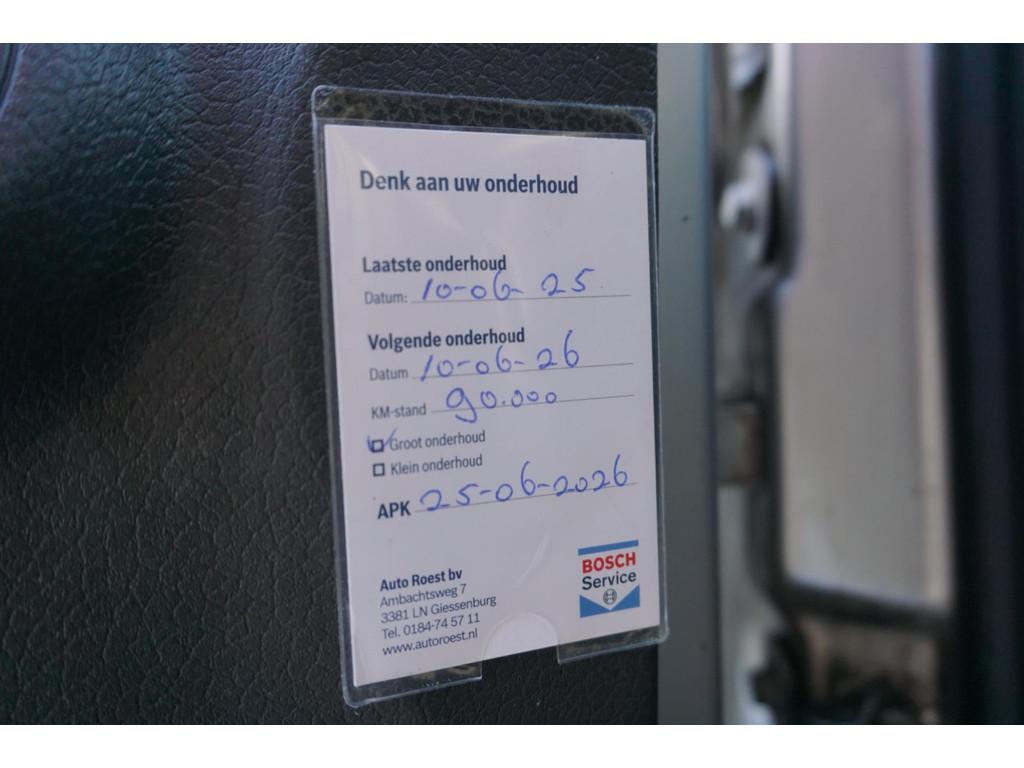 Denk aan uw onderhoud
Laatste onderhoud
Datum: 10-06-25
Volgende onderhoud
Datum 10-06-26
KM-stand 90.000
Groot onderhoud
Klein onderhoud
APK 25-06-2026
Auto Roest bv
Ambachtsweg 7
3381 LN Giessenburg
Tel. 0184-74 57 11
www.autoroest.nl
BOSCH
Service